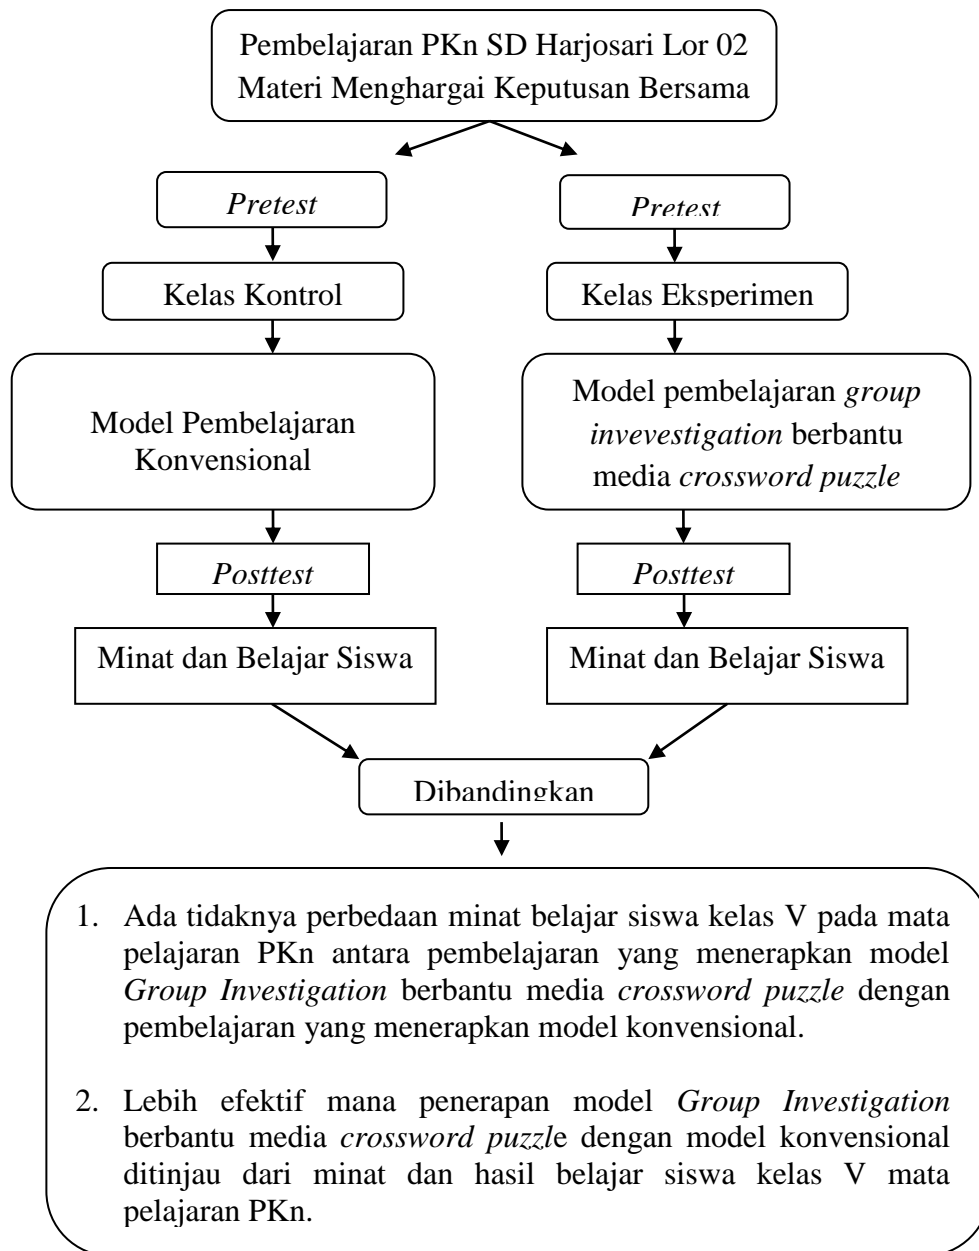 Pembelajaran PKn SD Harjosari Lor 02
Materi Menghargai Keputusan Bersama
Pretest
Pretest
Kelas Kontrol
Kelas Eksperimen
Model Pembelajaran
Konvensional
Model pembelajaran group
invevestigation berbantu
media crossword puzzle
Posttest
Posttest
Minat dan Belajar Siswa
Minat dan Belajar Siswa
Dibandingkan
1. Ada tidaknya perbedaan minat belajar siswa kelas V pada mata
pelajaran PKn antara pembelajaran yang menerapkan model
Group Investigation berbantu media crossword puzzle dengan
pembelajaran yang menerapkan model konvensional.
2. Lebih efektif mana penerapan model Group Investigation
berbantu media crossword puzzle dengan model konvensional
ditinjau dari minat dan hasil belajar siswa kelas V mata
pelajaran PKn.